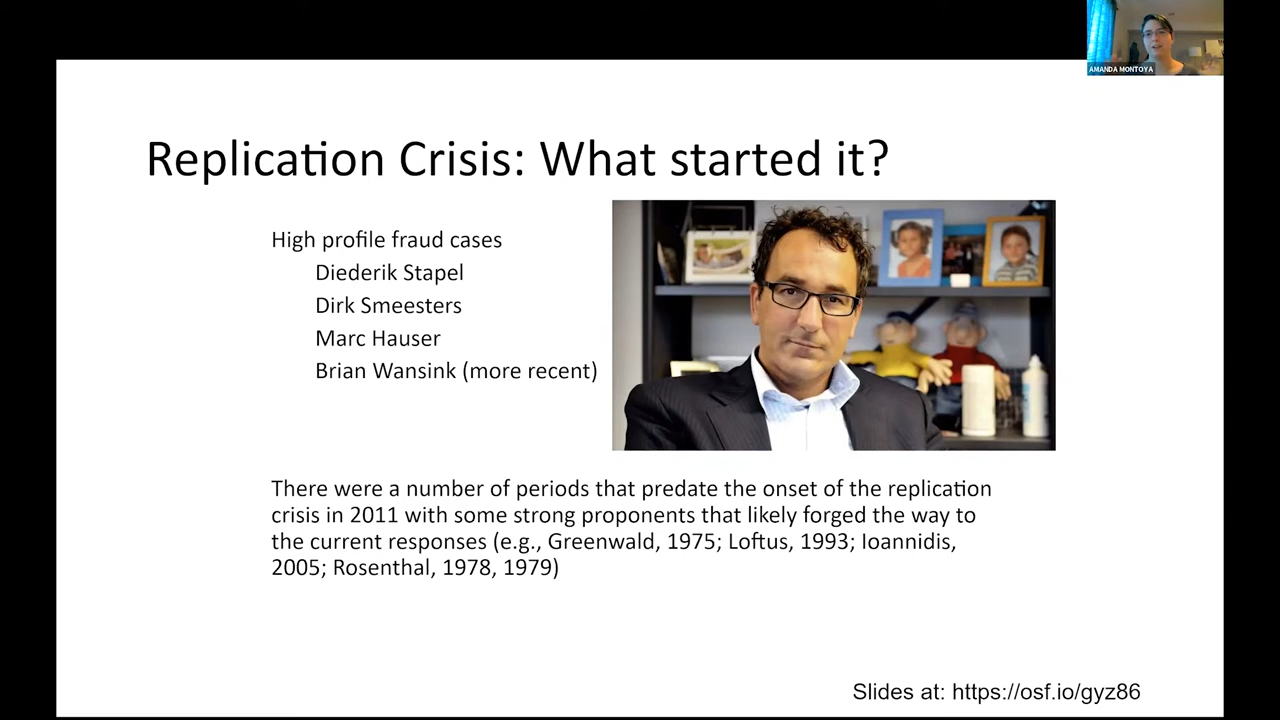 AMANDA MONTOYA
Replication Crisis: What started it?
High profile fraud cases
Diederik Stapel
Dirk Smeesters
Marc Hauser
Brian Wansink (more recent)
There were a number of periods that predate the onset of the replication
crisis in 2011 with some strong proponents that likely forged the way to
the current responses (e.g., Greenwald, 1975; Loftus, 1993; Ioannidis,
2005; Rosenthal, 1978, 1979)
Slides at: https://osf.io/gyz86